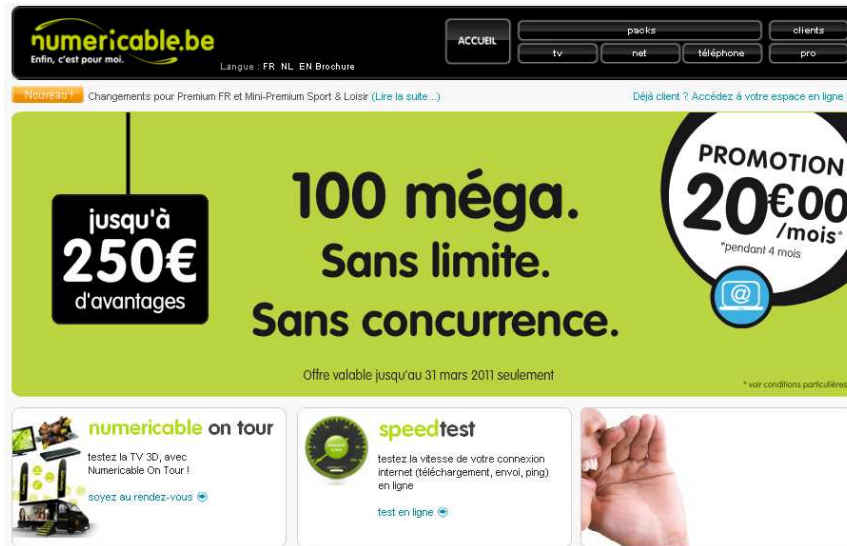 numericable.be
Enfin, c'est pour moi.
Langue : FR NL EN Brochure
ACCUEIL
packs
clients
tv
net
téléphone
pro
Nouveau ! Changements pour Premium FR et Mini-Premium Sport & Loisir (Lire la suite...)
Déjà client ? Accédez à votre espace en ligne
jusqu'à
250€
d'avantages
100 méga.
Sans limite.
Sans concurrence.
Offre valable jusqu'au 31 mars 2011 seulement
PROMOTION
20€00
/mois*
*pendant 4 mois
@
* voir conditions particulières
numericable on tour
testez la TV 3D, avec
Numericable On Tour !
soyez au rendez-vous
speedtest
testez la vitesse de votre connexion
internet (téléchargement, envoi, ping)
en ligne
test en ligne